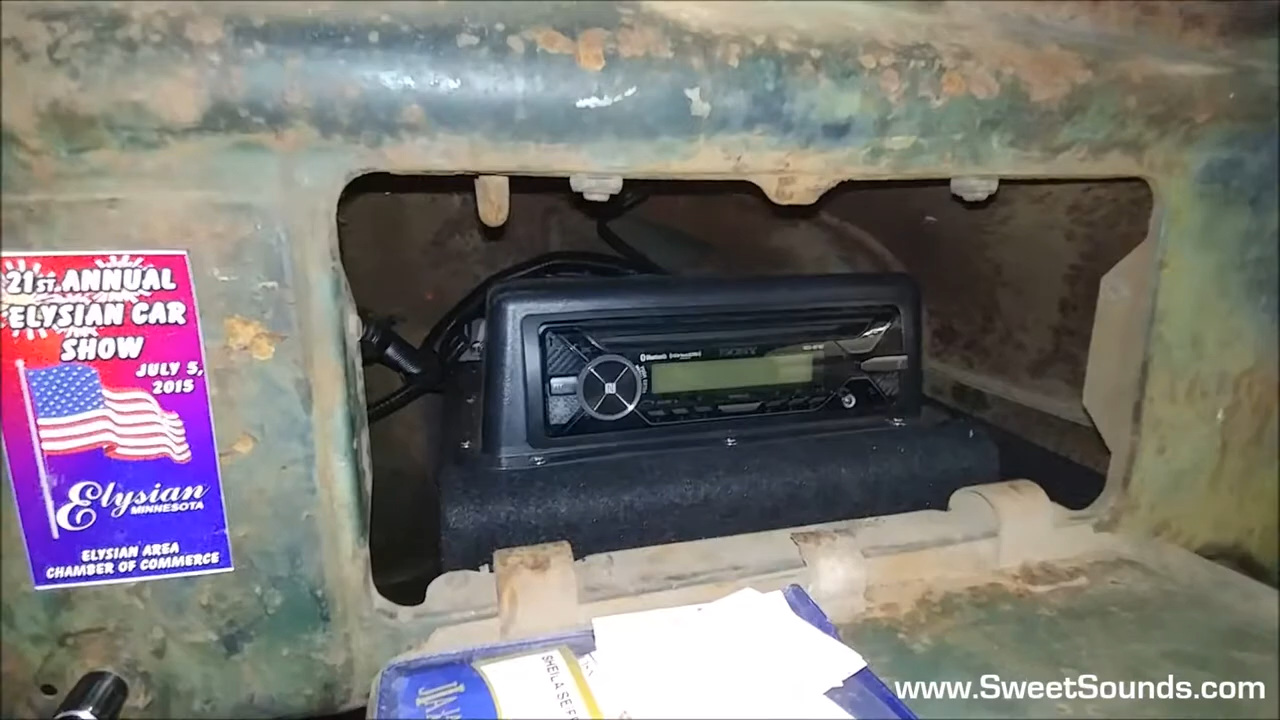 21ST. ANNUAL
ELYSIAN CAR
SHOW
JULY 5,
2015
Elysian
MINNESOTA
ELYSIAN AREA
CHAMBER OF COMMERCE
Bluetooth
SONY
www.SweetSounds.com